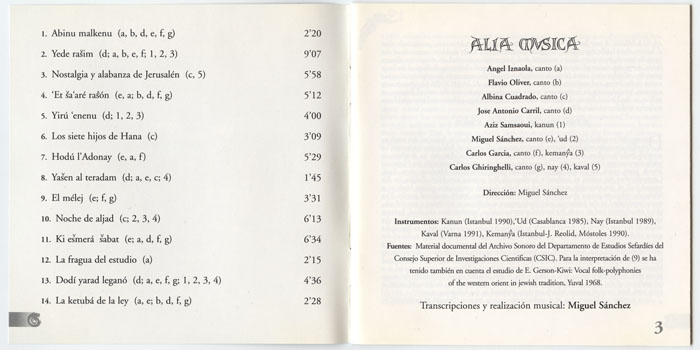 1. Abinu malkenu (a, b, d, e, f, g) 2'20
2. Yede rašim (d; a, b, e, f; 1, 2, 3) 9'07
3. Nostalgia y alabanza de Jerusalén (c, 5) 5'58
4. 'Et ša'aré rašón (e, a; b, d, f, g) 5'12
5. Yirú 'enenu (d; 1, 2, 3) 4'00
6. Los siete hijos de Hana (c) 3'09
7. Hodú l'Adonay (e, a, f) 5'29
8. Yašen al teradam (d; a, e, c; 4) 1'45
9. El mélej (e; f, g) 3'31
10. Noche de aljad (c; 2, 3, 4) 6'13
11. Ki ešmerá šabat (e; a, d, f, g) 6'34
12. La fragua del estudio (a) 2'15
13. Dodí yarad leganó (d; a, e, f, g; 1, 2, 3, 4) 4'36
14. La ketubá de la ley (a, e; b, d, f, g) 2'28
ALIA MVSICA
Angel Iznaola, canto (a)
Flavio Oliver, canto (b)
Albina Cuadrado, canto (c)
Jose Antonio Carril, canto (d)
Aziz Samsaoui, kanun (1)
Miguel Sánchez, canto (e), 'ud (2)
Carlos García, canto (f), kemanŷa (3)
Carlos Ghiringhelli, canto (g), nay (4), kaval (5)
Dirección: Miguel Sánchez
Instrumentos: Kanun (Istanbul 1990),'Ud (Casablanca 1985), Nay (Istanbul 1989),
Kaval (Varna 1991), Kemanŷa (Istanbul-J. Reolid, Móstoles 1990).
Fuentes: Material documental del Archivo Sonoro del Departamento de Estudios Sefardíes del
Consejo Superior de Investigaciones Científicas (CSIC). Para la interpretación de (9) se ha
tenido también en cuenta el estudio de E. Gerson-Kiwi: Vocal folk-polyphonies
of the western orient in jewish tradition, Yuval 1968.
Transcripciones y realización musical: Miguel Sánchez
3